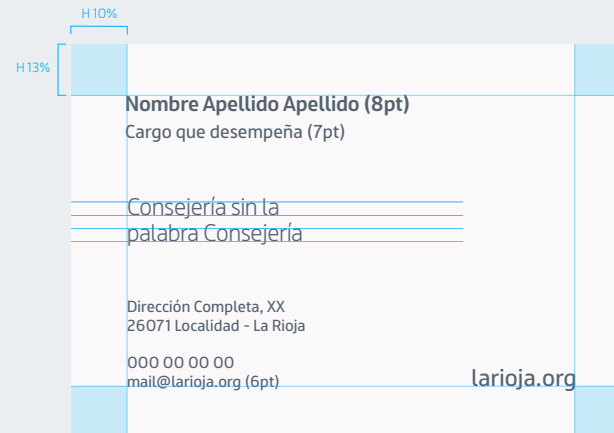 H 10%
H 13%
Nombre Apellido Apellido (8pt)
Cargo que desempeña (7pt)
Consejería sin la
palabra Consejería
Dirección Completa, XX
26071 Localidad - La Rioja
000 00 00 00
mail@larioja.org (6pt)
larioja.org